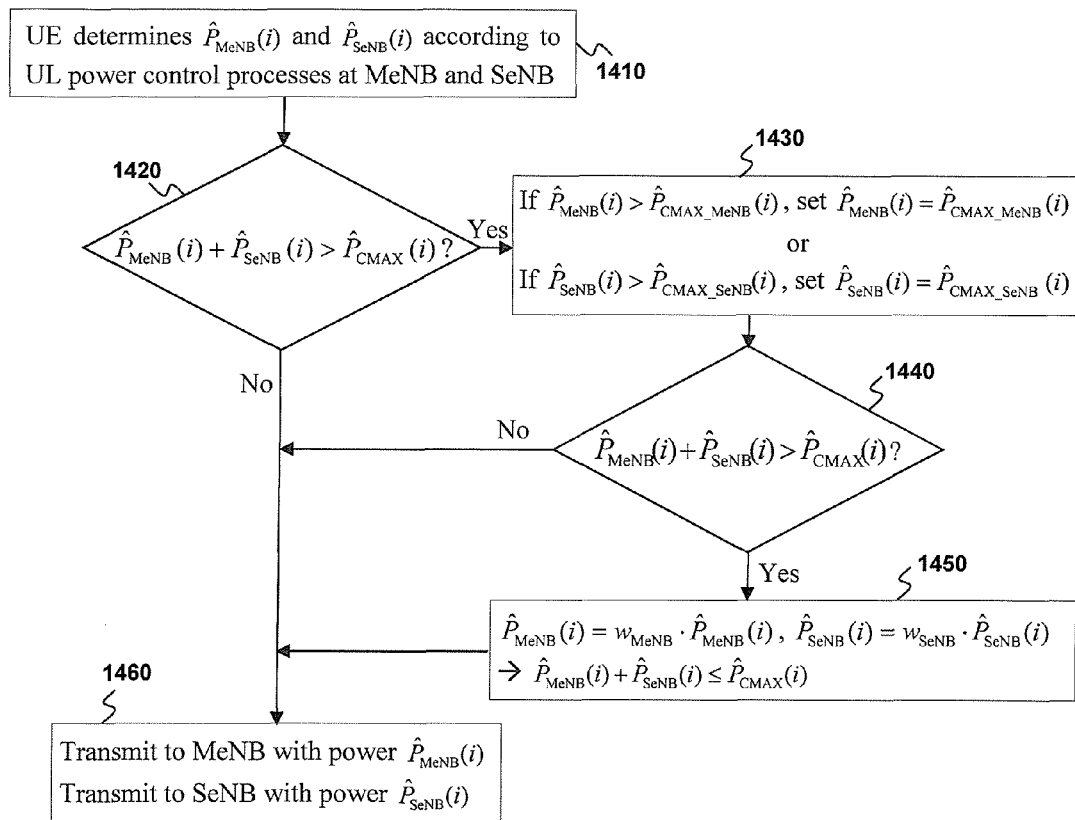 UE determines P̂_MeNB(i) and P̂_SeNB(i) according to
UL power control processes at MeNB and SeNB
1410
1420
P̂_MeNB(i) + P̂_SeNB(i) > P̂_CMAX(i) ?
Yes
No
1430
If P̂_MeNB(i) > P̂_CMAX_MeNB(i), set P̂_MeNB(i) = P̂_CMAX_MeNB(i)
or
If P̂_SeNB(i) > P̂_CMAX_SeNB(i), set P̂_SeNB(i) = P̂_CMAX_SeNB(i)
1440
P̂_MeNB(i) + P̂_SeNB(i) > P̂_CMAX(i) ?
No
Yes
1450
P̂_MeNB(i) = w_MeNB · P̂_MeNB(i), P̂_SeNB(i) = w_SeNB · P̂_SeNB(i)
→ P̂_MeNB(i) + P̂_SeNB(i) ≤ P̂_CMAX(i)
1460
Transmit to MeNB with power P̂_MeNB(i)
Transmit to SeNB with power P̂_SeNB(i)